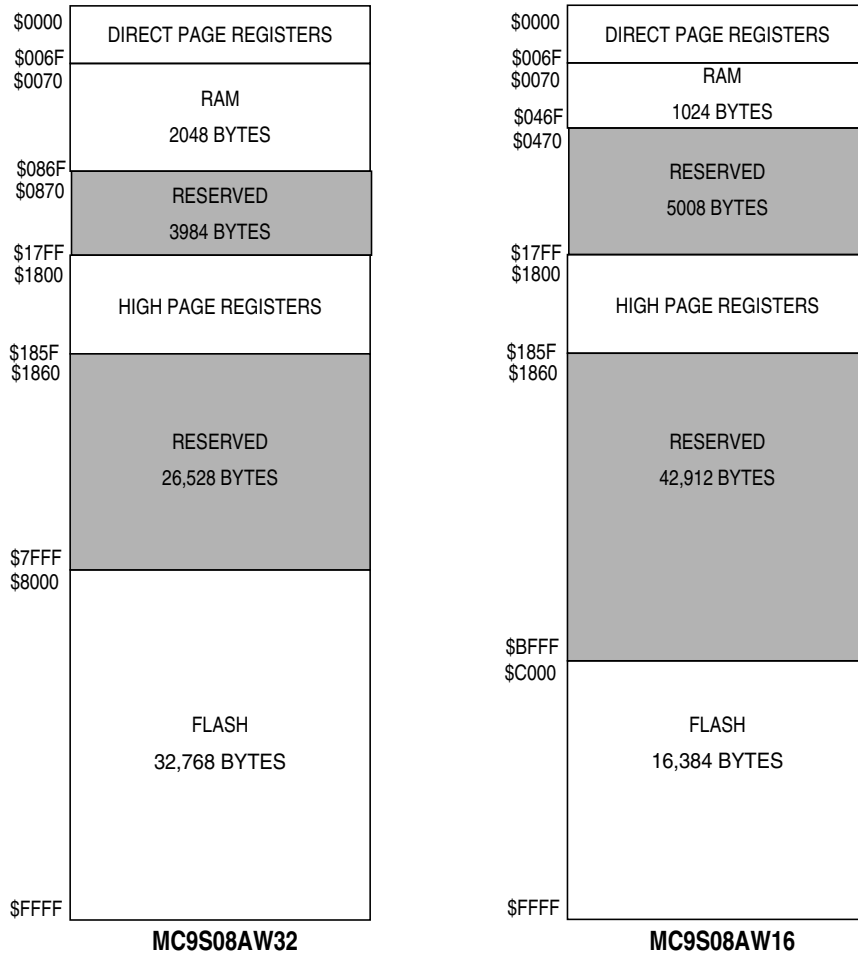 $0000
DIRECT PAGE REGISTERS
$006F
$0070
RAM
2048 BYTES
$086F
$0870
RESERVED
3984 BYTES
$17FF
$1800
HIGH PAGE REGISTERS
$185F
$1860
RESERVED
26,528 BYTES
$7FFF
$8000
FLASH
32,768 BYTES
$FFFF
MC9S08AW32
$0000
DIRECT PAGE REGISTERS
$006F
$0070
RAM
1024 BYTES
$046F
$0470
RESERVED
5008 BYTES
$17FF
$1800
HIGH PAGE REGISTERS
$185F
$1860
RESERVED
42,912 BYTES
$BFFF
$C000
FLASH
16,384 BYTES
$FFFF
MC9S08AW16